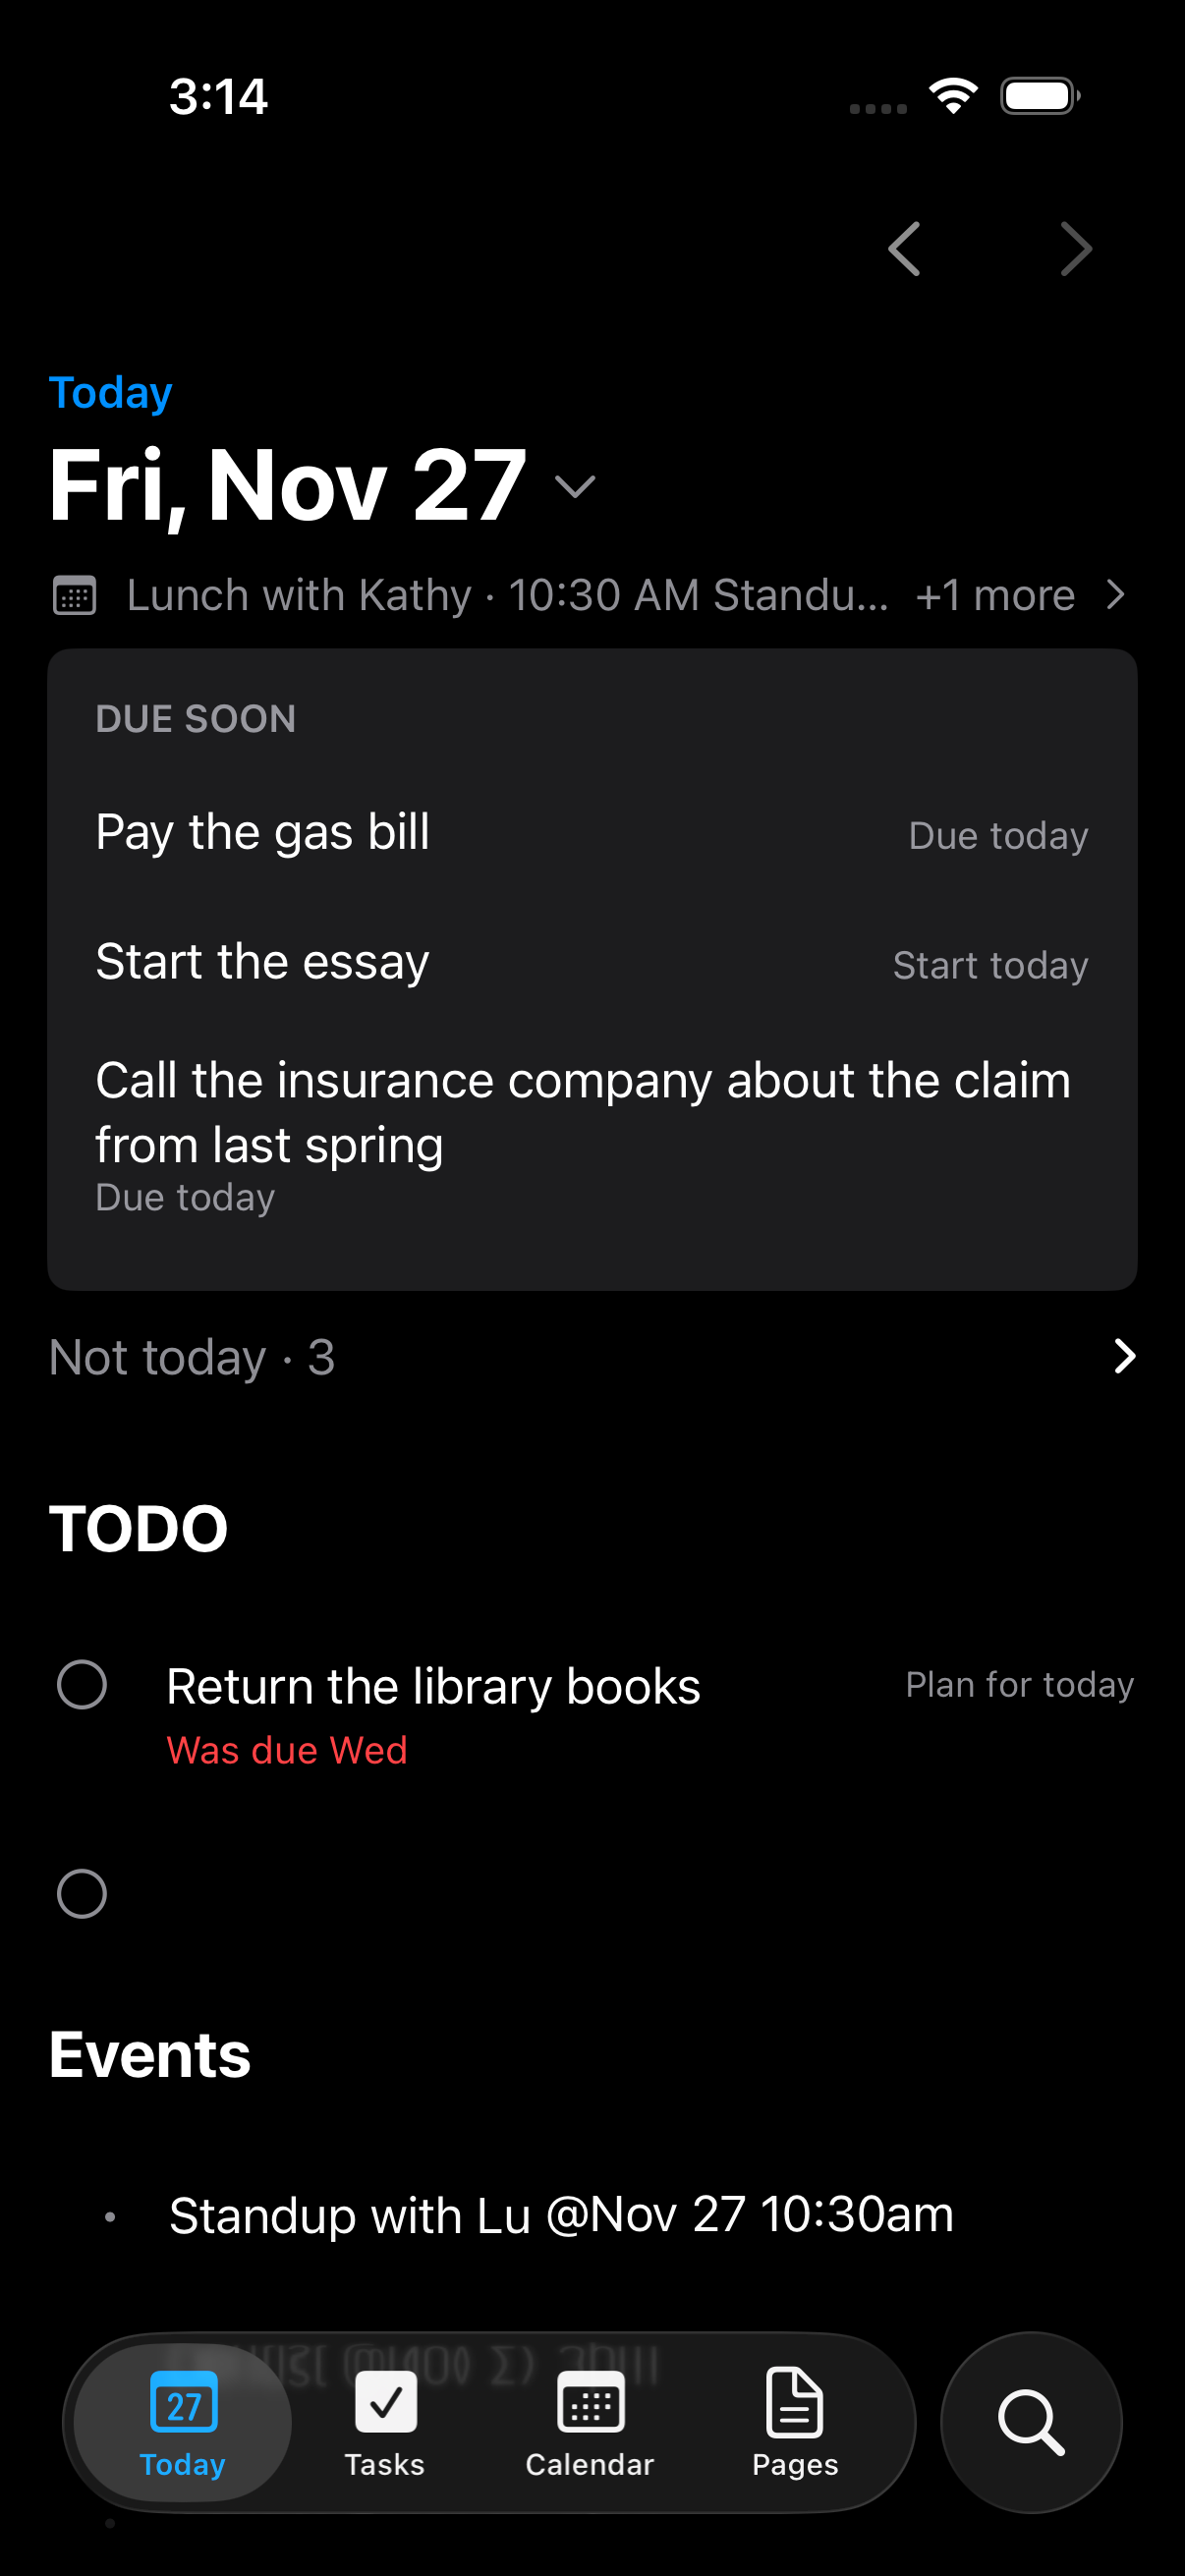 3:14
Today
Fri, Nov 27
Lunch with Kathy · 10:30 AM Standu... +1 more
DUE SOON
Pay the gas bill Due today
Start the essay Start today
Call the insurance company about the claim
from last spring
Due today
Not today · 3
TODO
Return the library books Plan for today
Was due Wed
Events
Standup with Lu @Nov 27 10:30am
27
Today Tasks Calendar Pages